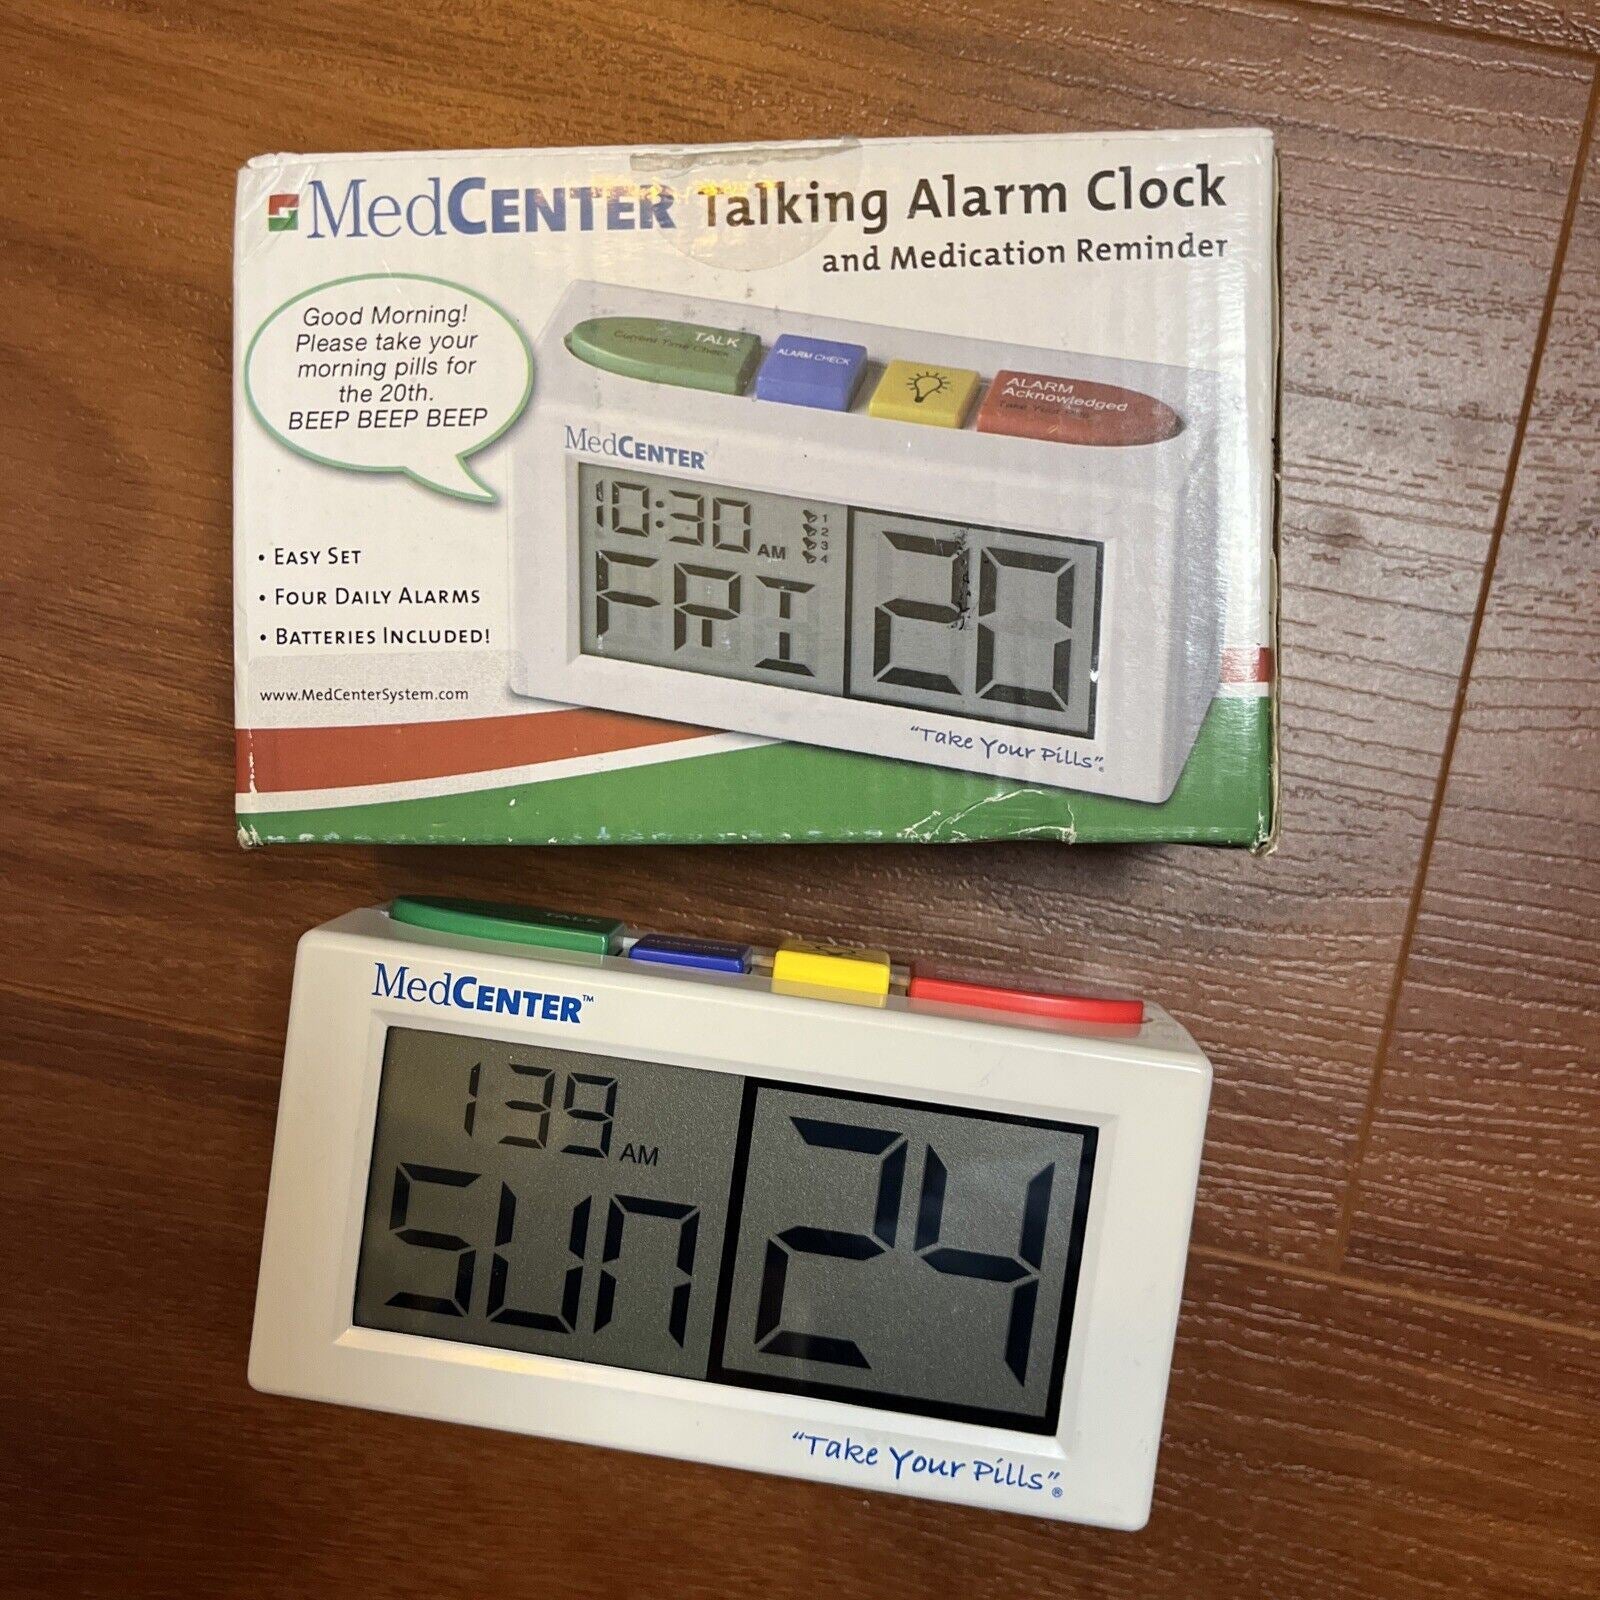 MedCENTER Talking Alarm Clock
and Medication Reminder
Good Morning!
Please take your
morning pills for
the 20th.
BEEP BEEP BEEP
TALK
Current Time Check
ALARM CHECK
ALARM
Acknowledged
MedCENTER
10:30 AM
1
2
3
4
FRI 20
• EASY SET
• FOUR DAILY ALARMS
• BATTERIES INCLUDED!
www.MedCenterSystem.com
"Take Your Pills"®
TALK
ALARM CHECK
MedCENTER™
139 AM
SUN 24
"Take Your Pills"®